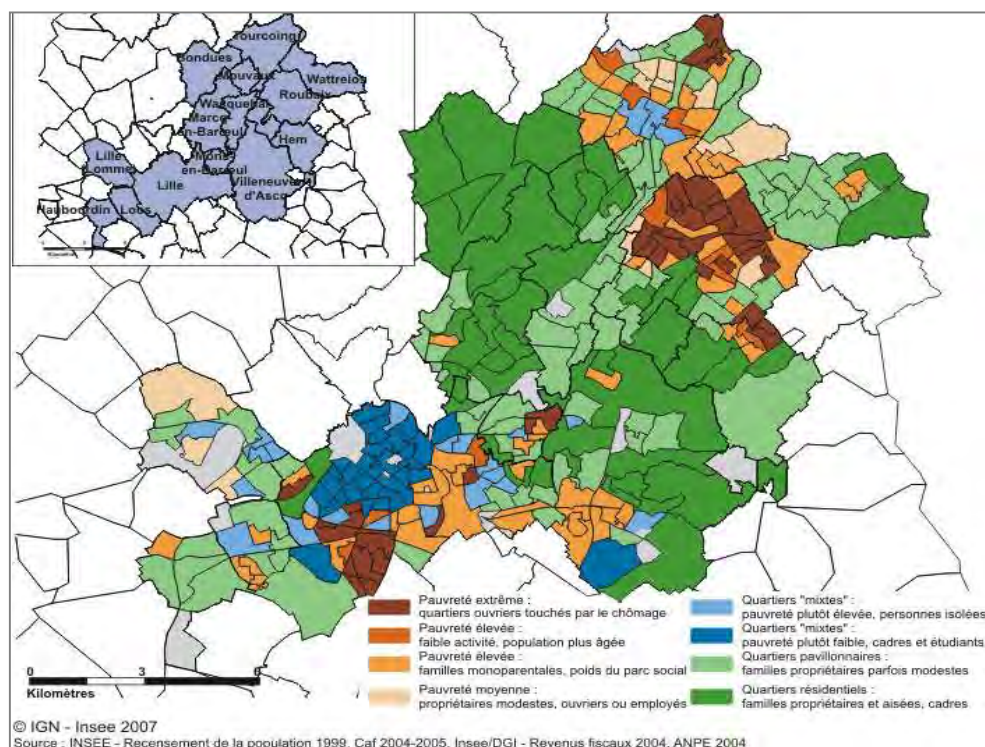 Tourcoing
Bondues
Mouvaux
Wattrelos
Roubaix
Wasquehal
Marcq-
en-Barœul
Hem
Lille-
Lomme
Mons-
en-Barœul
Lille
Villeneuve
d'Ascq
Haubourdin
Loos
Kilomètres
Pauvreté extrême :
quartiers ouvriers touchés par le chômage
Pauvreté élevée :
faible activité, population plus âgée
Pauvreté élevée :
familles monoparentales, poids du parc social
Pauvreté moyenne :
propriétaires modestes, ouvriers ou employés
Quartiers "mixtes" :
pauvreté plutôt élevée, personnes isolées
Quartiers "mixtes" :
pauvreté plutôt faible, cadres et étudiants
Quartiers pavillonnaires :
familles propriétaires parfois modestes
Quartiers résidentiels :
familles propriétaires et aisées, cadres
0 3 6
Kilomètres
© IGN - Insee 2007
Source : INSEE - Recensement de la population 1999, Caf 2004-2005, Insee/DGI - Revenus fiscaux 2004, ANPE 2004